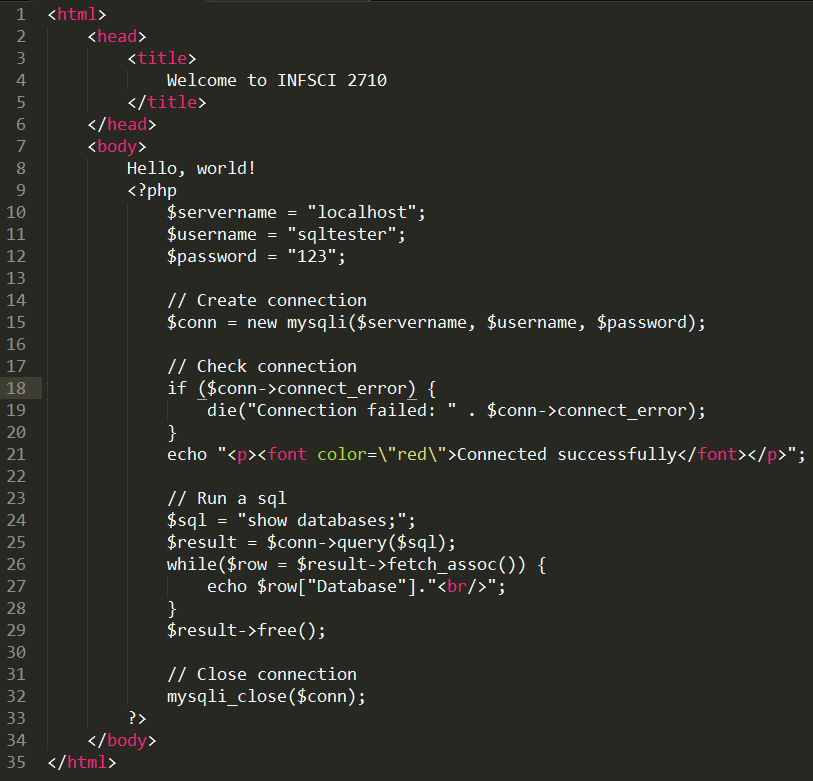 1 <html>
2     <head>
3         <title>
4             Welcome to INFSCI 2710
5         </title>
6     </head>
7     <body>
8         Hello, world!
9         <?php
10             $servername = "localhost";
11             $username = "sqltester";
12             $password = "123";
13
14             // Create connection
15             $conn = new mysqli($servername, $username, $password);
16
17             // Check connection
18             if ($conn->connect_error) {
19                 die("Connection failed: " . $conn->connect_error);
20             }
21             echo "<p><font color=\"red\">Connected successfully</font></p>";
22
23             // Run a sql
24             $sql = "show databases;";
25             $result = $conn->query($sql);
26             while($row = $result->fetch_assoc()) {
27                 echo $row["Database"]."<br/>";
28             }
29             $result->free();
30
31             // Close connection
32             mysqli_close($conn);
33         ?>
34     </body>
35 </html>